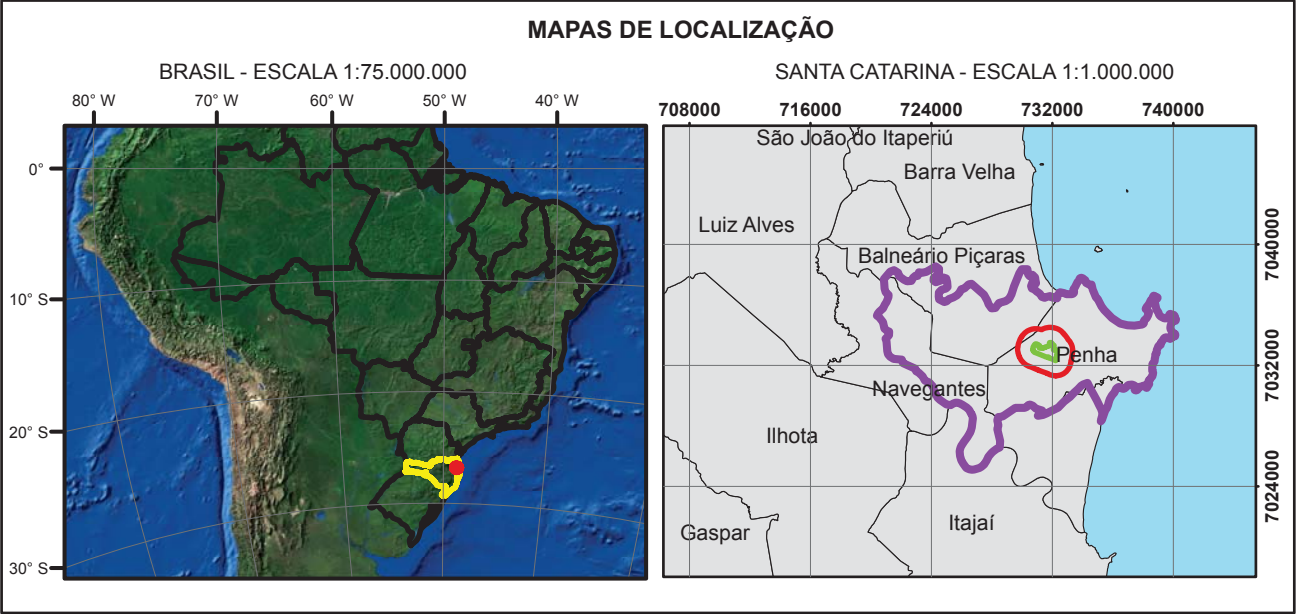 MAPAS DE LOCALIZAÇÃO
BRASIL - ESCALA 1:75.000.000
80° W 70° W 60° W 50° W 40° W
0°
10° S
20° S
30° S
SANTA CATARINA - ESCALA 1:1.000.000
708000 716000 724000 732000 740000
São João do Itaperiú
Barra Velha
Luiz Alves
Balneário Piçaras
Penha
Navegantes
Ilhota
Itajaí
Gaspar
7040000
7032000
7024000